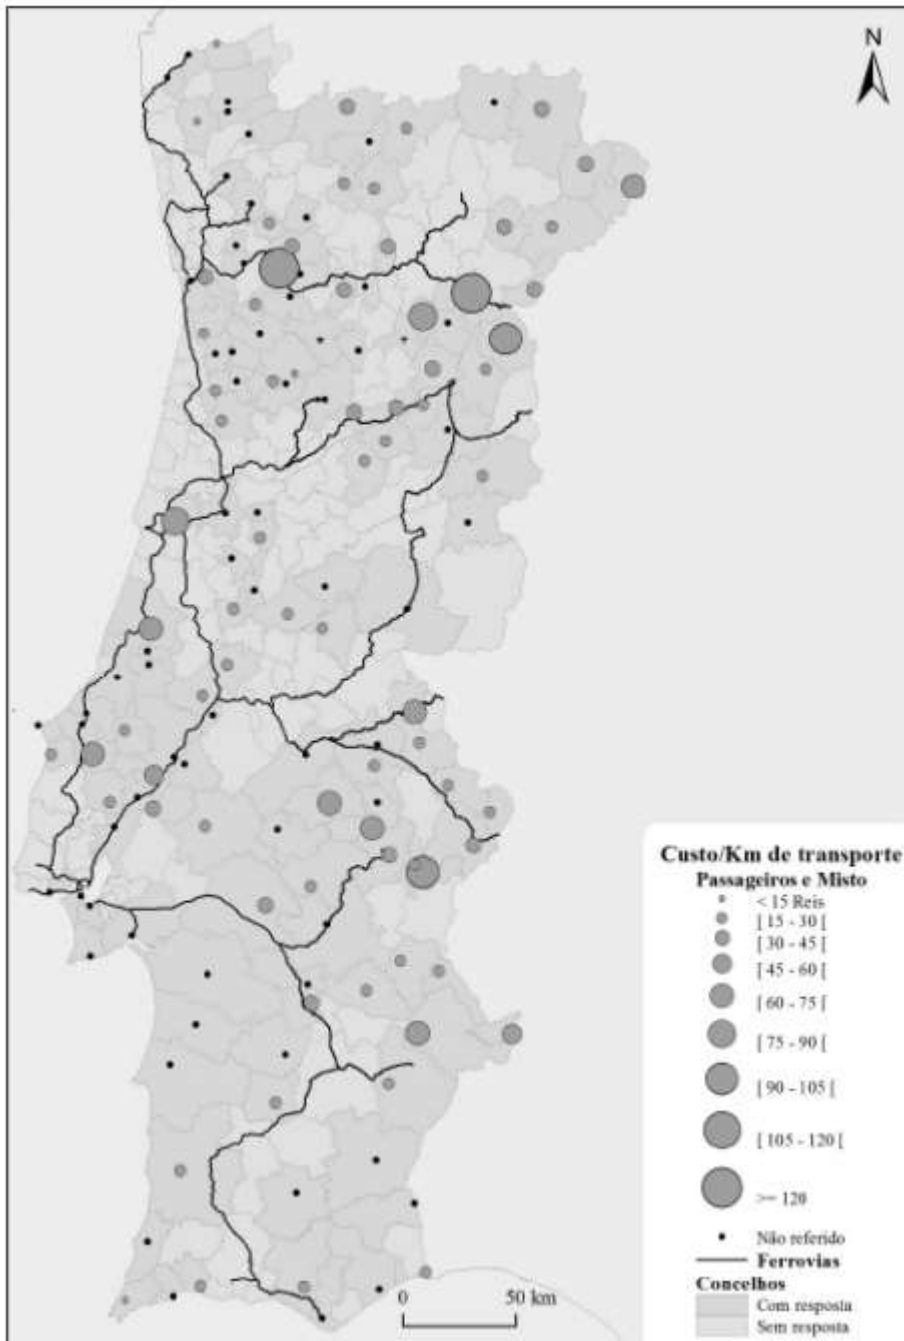 N
Custo/Km de transporte
Passageiros e Misto
< 15 Reis
[ 15 - 30 [
[ 30 - 45 [
[ 45 - 60 [
[ 60 - 75 [
[ 75 - 90 [
[ 90 - 105 [
[ 105 - 120 [
>= 120
Não referido
Ferrovias
Concelhos
Com resposta
Sem resposta
0 50 km